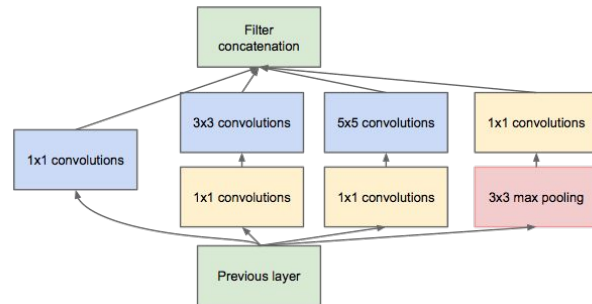 Filter
concatenation
3x3 convolutions
5x5 convolutions
1x1 convolutions
1x1 convolutions
1x1 convolutions
1x1 convolutions
3x3 max pooling
Previous layer